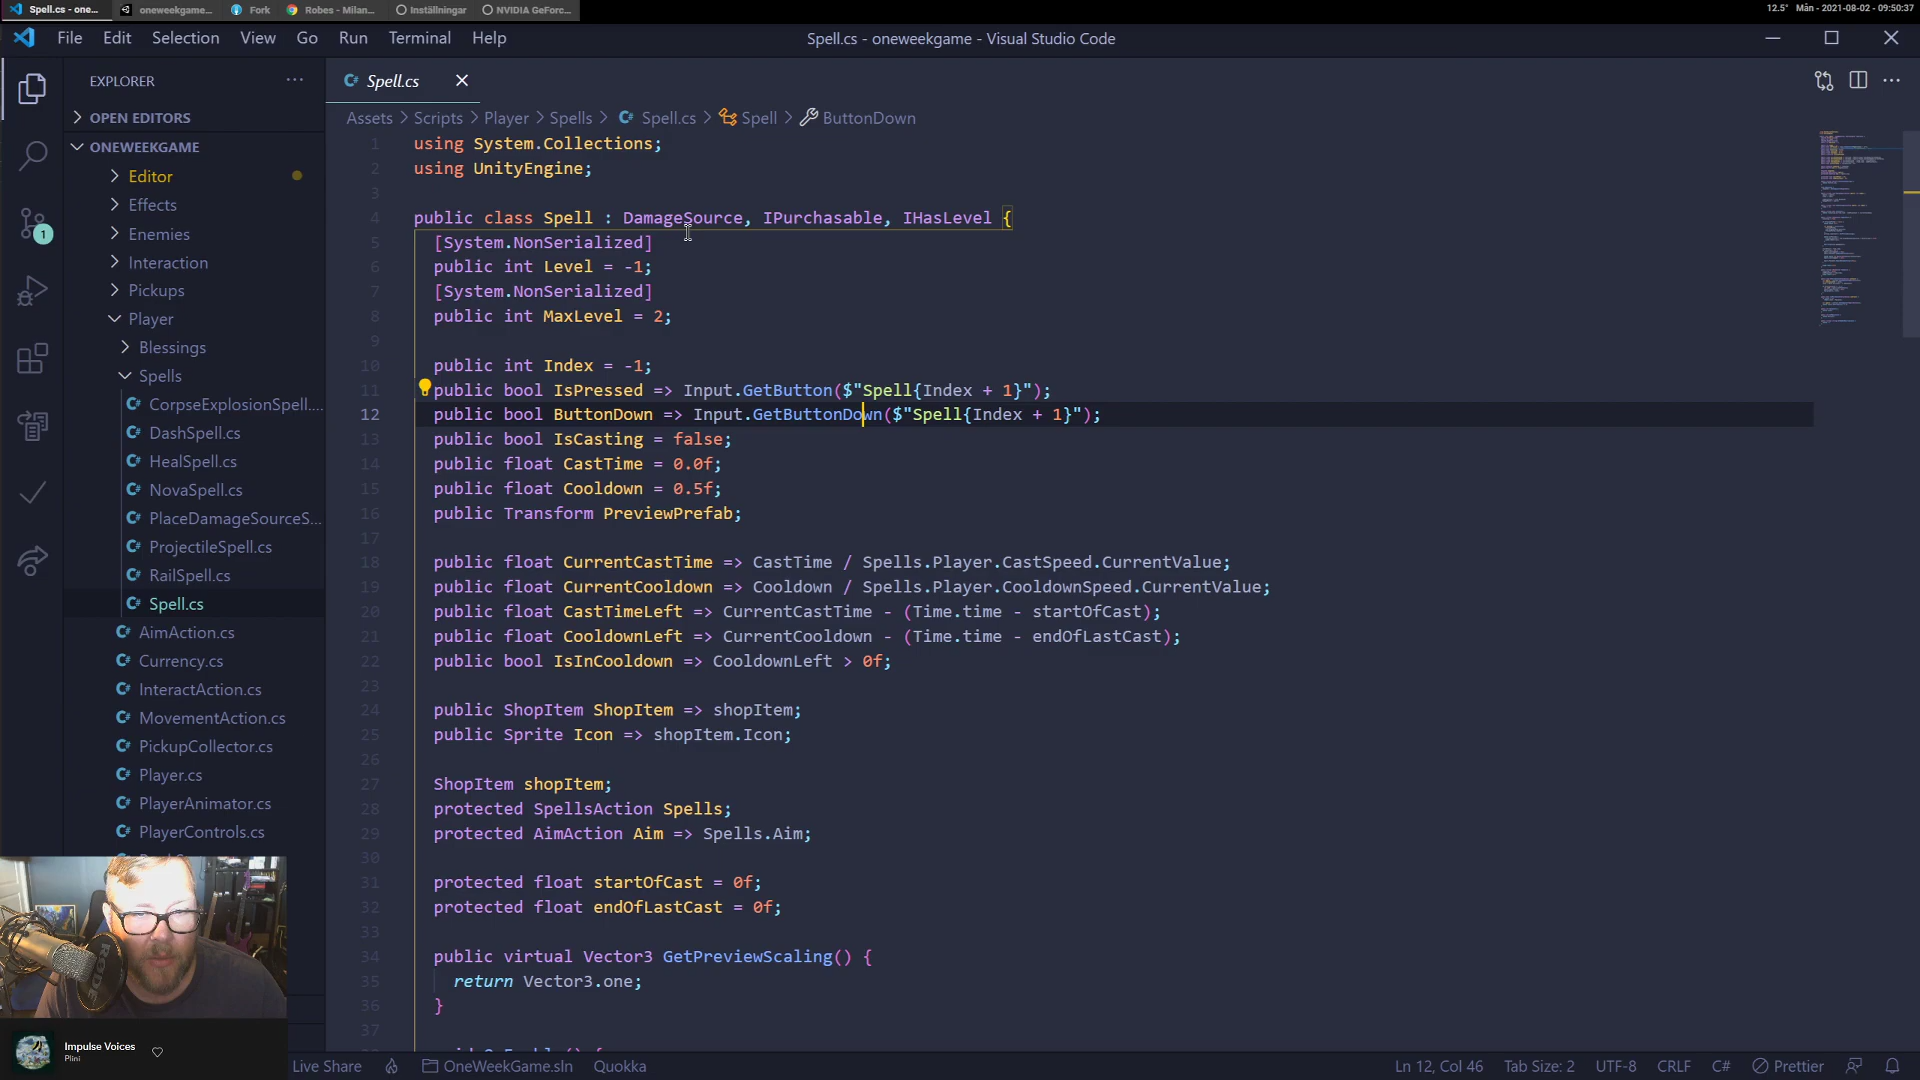 Spell.cs - one...
oneweekgame...
Fork
Robes - Milan...
Inställningar
NVIDIA GeForc...
12.5° Mån - 2021-08-02 — 09:50:37
File Edit Selection View Go Run Terminal Help
Spell.cs - oneweekgame - Visual Studio Code
EXPLORER
OPEN EDITORS
ONEWEEKGAME
Editor
Effects
Enemies
Interaction
Pickups
Player
Blessings
Spells
CorpseExplosionSpell....
DashSpell.cs
HealSpell.cs
NovaSpell.cs
PlaceDamageSourceS...
ProjectileSpell.cs
RailSpell.cs
Spell.cs
AimAction.cs
Currency.cs
InteractAction.cs
MovementAction.cs
PickupCollector.cs
Player.cs
PlayerAnimator.cs
PlayerControls.cs
1
Spell.cs
Assets > Scripts > Player > Spells > Spell.cs > Spell > ButtonDown
1 using System.Collections;
2 using UnityEngine;
3
4 public class Spell : DamageSource, IPurchasable, IHasLevel {
5 [System.NonSerialized]
6 public int Level = -1;
7 [System.NonSerialized]
8 public int MaxLevel = 2;
9
10 public int Index = -1;
11 public bool IsPressed => Input.GetButton($"Spell{Index + 1}");
12 public bool ButtonDown => Input.GetButtonDown($"Spell{Index + 1}");
13 public bool IsCasting = false;
14 public float CastTime = 0.0f;
15 public float Cooldown = 0.5f;
16 public Transform PreviewPrefab;
17
18 public float CurrentCastTime => CastTime / Spells.Player.CastSpeed.CurrentValue;
19 public float CurrentCooldown => Cooldown / Spells.Player.CooldownSpeed.CurrentValue;
20 public float CastTimeLeft => CurrentCastTime - (Time.time - startOfCast);
21 public float CooldownLeft => CurrentCooldown - (Time.time - endOfLastCast);
22 public bool IsInCooldown => CooldownLeft > 0f;
23
24 public ShopItem ShopItem => shopItem;
25 public Sprite Icon => shopItem.Icon;
26
27 ShopItem shopItem;
28 protected SpellsAction Spells;
29 protected AimAction Aim => Spells.Aim;
30
31 protected float startOfCast = 0f;
32 protected float endOfLastCast = 0f;
33
34 public virtual Vector3 GetPreviewScaling() {
35 return Vector3.one;
36 }
37
RODE
Impulse Voices
Plini
Live Share
OneWeekGame.sln
Quokka
Ln 12, Col 46
Tab Size: 2
UTF-8
CRLF
C#
Prettier